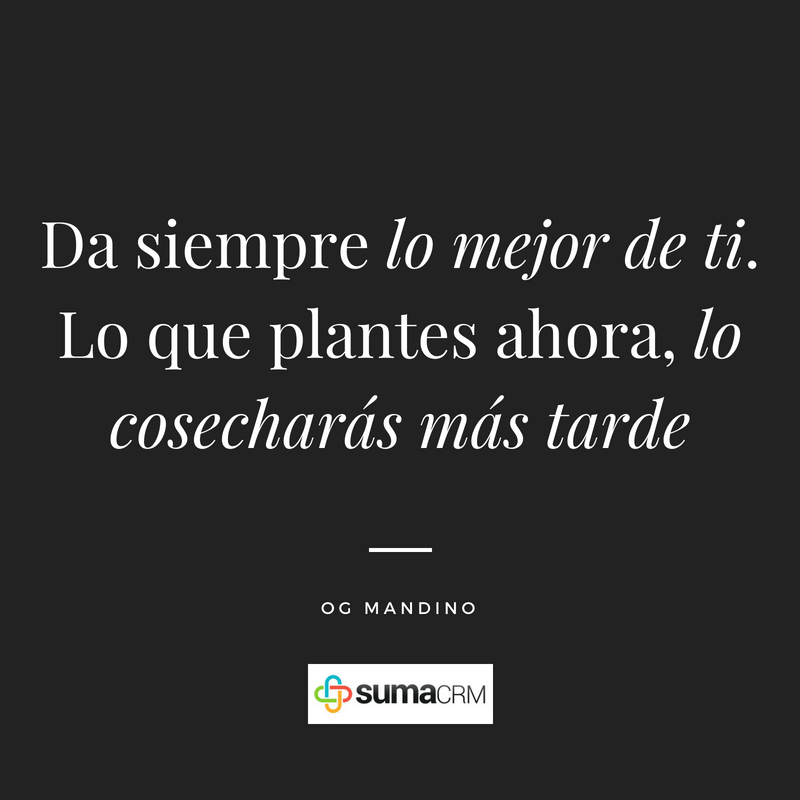 Da siempre lo mejor de ti.
Lo que plantes ahora, lo
cosecharás más tarde
OG MANDINO
sumaCRM